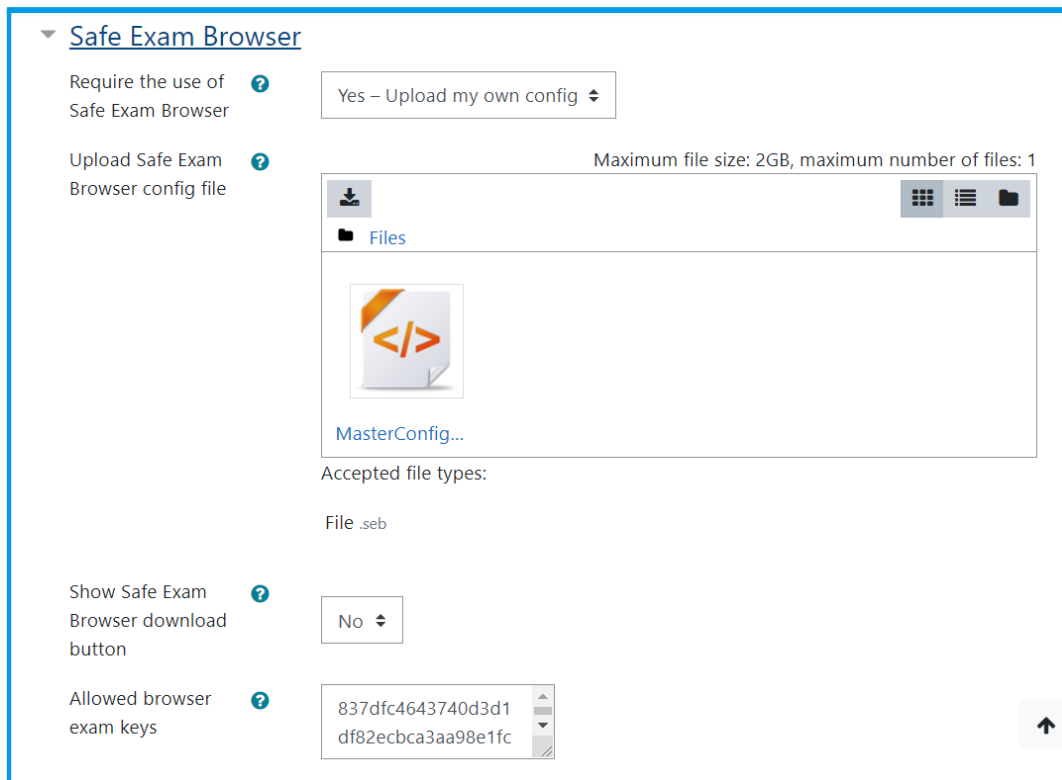 Safe Exam Browser
Require the use of
Safe Exam Browser
Yes – Upload my own config
Upload Safe Exam
Browser config file
Maximum file size: 2GB, maximum number of files: 1
Files
</>
MasterConfig...
Accepted file types:
File .seb
Show Safe Exam
Browser download
button
No
Allowed browser
exam keys
837dfc4643740d3d1
df82ecbca3aa98e1fc